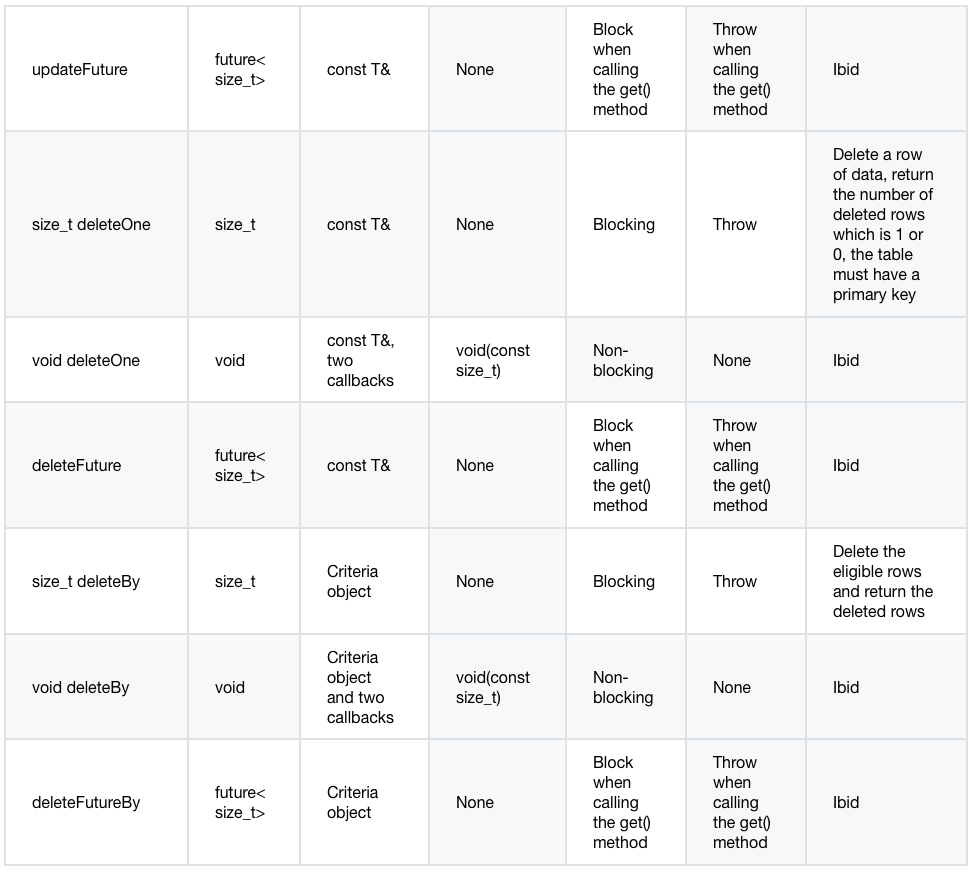 updateFuture
future<
size_t>
const T&
None
Block
when
calling
the get()
method
Throw
when
calling
the get()
method
Ibid
size_t deleteOne
size_t
const T&
None
Blocking
Throw
Delete a row
of data, return
the number of
deleted rows
which is 1 or
0, the table
must have a
primary key
void deleteOne
void
const T&,
two
callbacks
void(const
size_t)
Non-
blocking
None
Ibid
deleteFuture
future<
size_t>
const T&
None
Block
when
calling
the get()
method
Throw
when
calling
the get()
method
Ibid
size_t deleteBy
size_t
Criteria
object
None
Blocking
Throw
Delete the
eligible rows
and return the
deleted rows
void deleteBy
void
Criteria
object
and two
callbacks
void(const
size_t)
Non-
blocking
None
Ibid
deleteFutureBy
future<
size_t>
Criteria
object
None
Block
when
calling
the get()
method
Throw
when
calling
the get()
method
Ibid